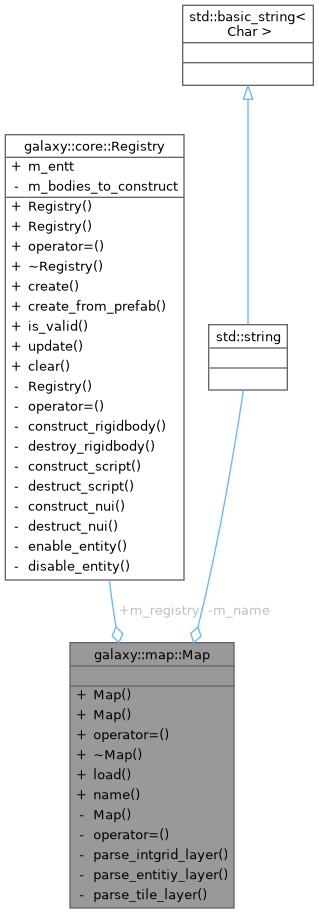 std::basic_string<
Char >
galaxy::core::Registry
+ m_entt
- m_bodies_to_construct
+ Registry()
+ Registry()
+ operator=()
+ ~Registry()
+ create()
+ create_from_prefab()
+ is_valid()
+ update()
+ clear()
- Registry()
- operator=()
- construct_rigidbody()
- destroy_rigidbody()
- construct_script()
- destruct_script()
- construct_nui()
- destruct_nui()
- enable_entity()
- disable_entity()
std::string
+m_registry
-m_name
galaxy::map::Map
+ Map()
+ Map()
+ operator=()
+ ~Map()
+ load()
+ name()
- Map()
- operator=()
- parse_intgrid_layer()
- parse_entitiy_layer()
- parse_tile_layer()